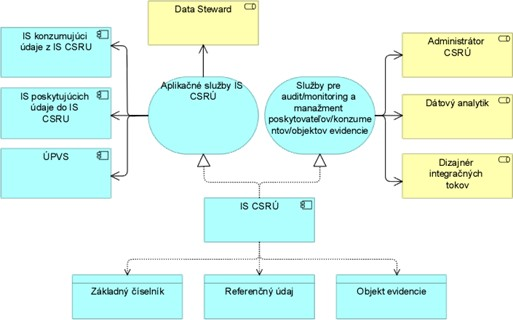 Data Steward
IS konzumujúci
údaje z IS CSRU
IS poskytujúcich
údaje do IS
CSRU
ÚPVS
Aplikačné služby IS
CSRÚ
Služby pre
audit/monitoring a
manažment
poskytovateľov/konzume
ntov/objektov evidencie
Administrátor
CSRÚ
Dátový analytik
Dizajnér
integračných
tokov
IS CSRÚ
Základný číselník
Referenčný údaj
Objekt evidencie